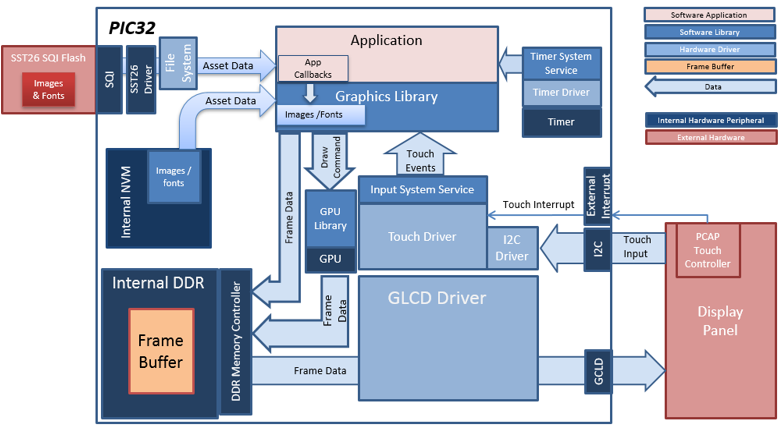 PIC32
SST26 SQI Flash
Images
& Fonts
SQI
SST26
Driver
File
System
Asset Data
Asset Data
Application
App
Callbacks
Graphics Library
Images /Fonts
Timer System
Service
Timer Driver
Timer
Software Application
Software Library
Hardware Driver
Frame Buffer
Data
Internal Hardware Peripheral
External Hardware
Internal NVM
Images /
fonts
Frame Data
Draw
Command
Touch
Events
GPU
Library
GPU
Input System Service
Touch Driver
I2C
Driver
Touch Interrupt
External
Interrupt
I2C
Touch
Input
PCAP
Touch
Controller
Display
Panel
Internal DDR
Frame
Buffer
DDR Memory Controller
Frame
Data
GLCD Driver
Frame Data
GCLD